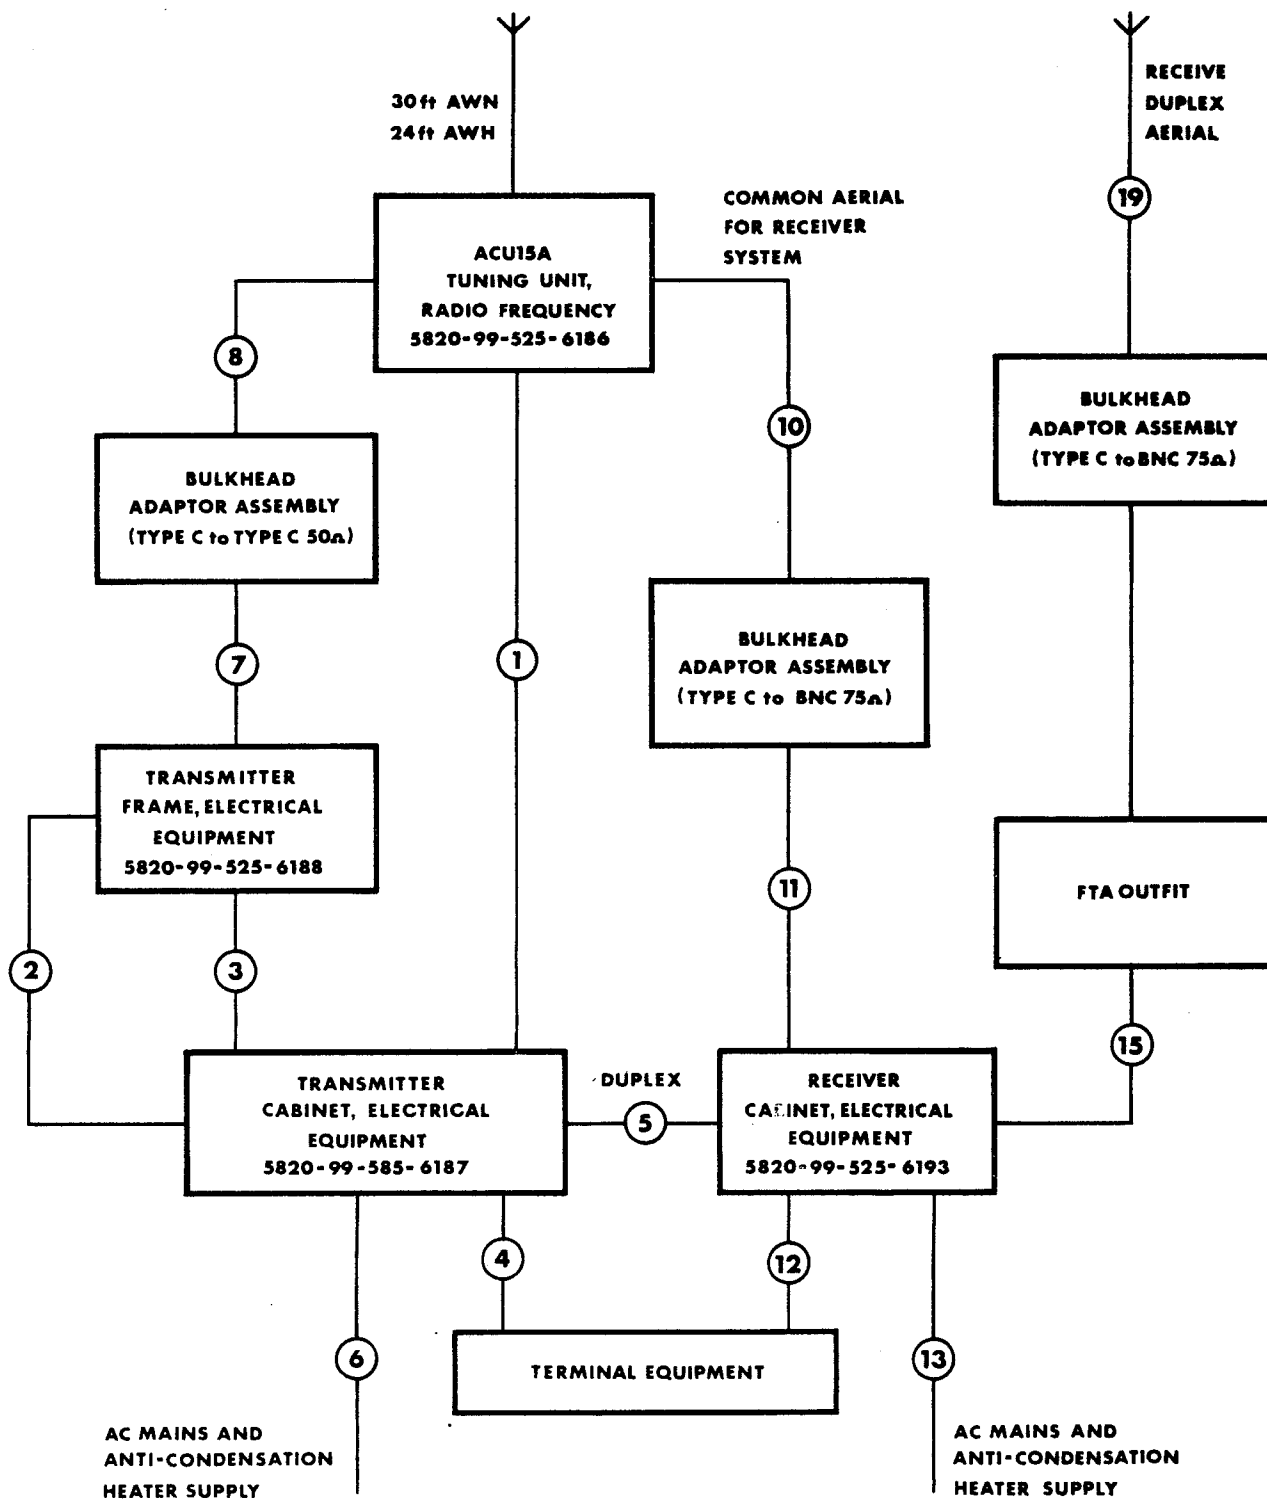 30ft AWN
24ft AWH
RECEIVE
DUPLEX
AERIAL
19
COMMON AERIAL
FOR RECEIVER
SYSTEM
ACU15A
TUNING UNIT,
RADIO FREQUENCY
5820-99-525-6186
8
10
BULKHEAD
ADAPTOR ASSEMBLY
(TYPE C to BNC 75Ω)
BULKHEAD
ADAPTOR ASSEMBLY
(TYPE C to TYPE C 50Ω)
7
1
BULKHEAD
ADAPTOR ASSEMBLY
(TYPE C to BNC 75Ω)
TRANSMITTER
FRAME, ELECTRICAL
EQUIPMENT
5820-99-525-6188
11
FTA OUTFIT
2
3
15
TRANSMITTER
CABINET, ELECTRICAL
EQUIPMENT
5820-99-585-6187
DUPLEX
5
RECEIVER
CABINET, ELECTRICAL
EQUIPMENT
5820-99-525-6193
4
12
6
TERMINAL EQUIPMENT
13
AC MAINS AND
ANTI-CONDENSATION
HEATER SUPPLY
AC MAINS AND
ANTI-CONDENSATION
HEATER SUPPLY